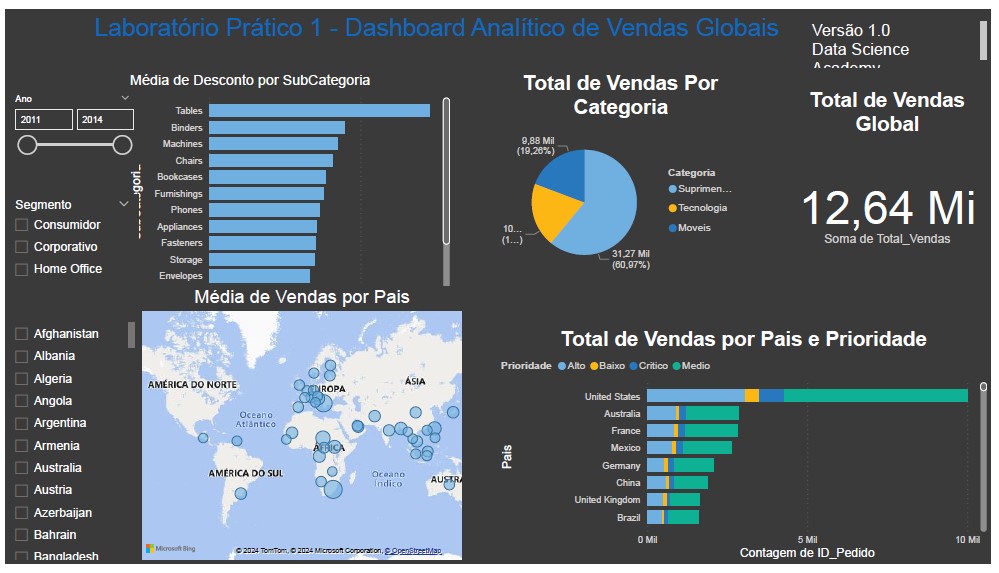 Laboratório Prático 1 - Dashboard Analítico de Vendas Globais
Versão 1.0
Data Science
Academy
Ano
2011
2014
Segmento
Consumidor
Corporativo
Home Office
Média de Desconto por SubCategoria
Tables
Binders
Machines
Chairs
Bookcases
Furnishings
Phones
Appliances
Fasteners
Storage
Envelopes
Total de Vendas Por
Categoria
9,88 Mil
(19,26%)
10...
(1...)
31,27 Mil
(60,97%)
Categoria
Suprimen...
Tecnologia
Moveis
Total de Vendas
Global
12,64 Mi
Soma de Total_Vendas
Afghanistan
Albania
Algeria
Angola
Argentina
Armenia
Australia
Austria
Azerbaijan
Bahrain
Bangladesh
Média de Vendas por Pais
AMÉRICA DO NORTE
EUROPA
ÁSIA
Oceano
Atlântico
ÁFRICA
AMÉRICA DO SUL
Oceano
Índico
AUSTRA
Microsoft Bing
© 2024 TomTom, © 2024 Microsoft Corporation, © OpenStreetMap
Total de Vendas por Pais e Prioridade
Prioridade Alto Baixo Critico Medio
Pais
United States
Australia
France
Mexico
Germany
China
United Kingdom
Brazil
0 Mil
5 Mil
10 Mil
Contagem de ID_Pedido